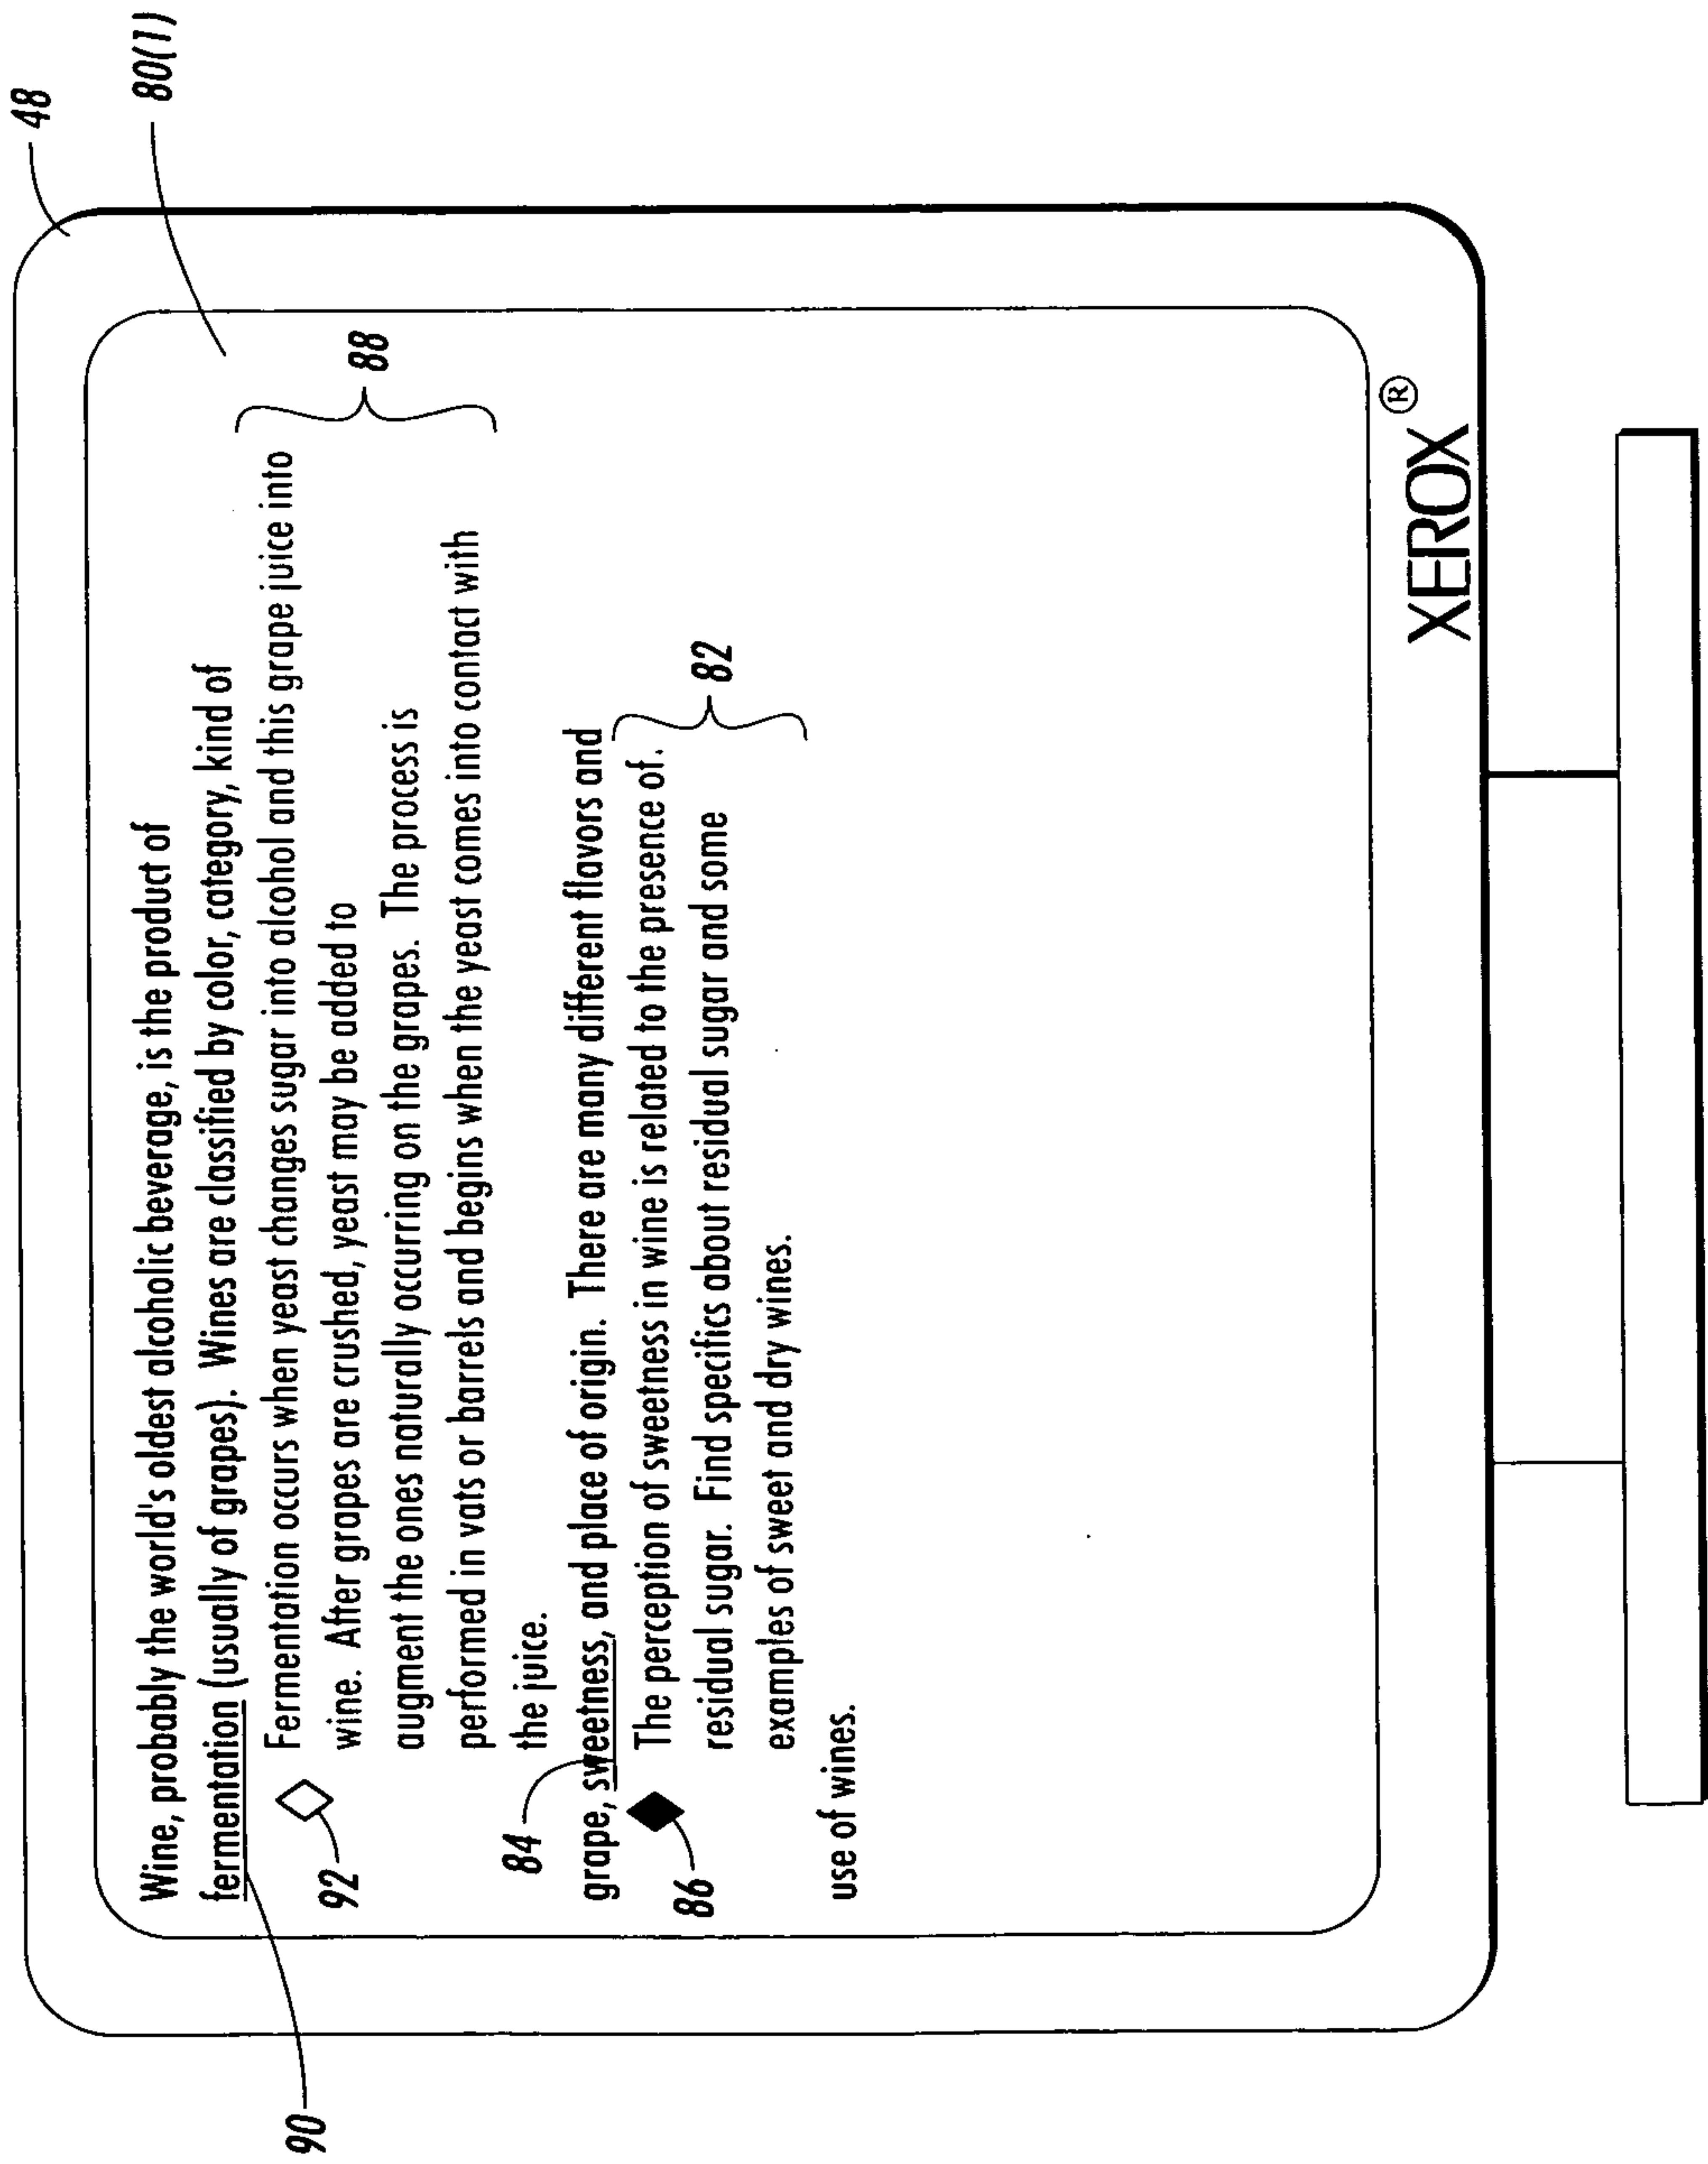 48
80(1)
Wine, probably the world's oldest alcoholic beverage, is the product of
fermentation (usually of grapes). Wines are classified by color, category, kind of
90
Fermentation occurs when yeast changes sugar into alcohol and this grape juice into
wine. After grapes are crushed, yeast may be added to
augment the ones naturally occurring on the grapes. The process is
performed in vats or barrels and begins when the yeast comes into contact with
the juice.
92
88
84
grape, sweetness, and place of origin. There are many different flavors and
The perception of sweetness in wine is related to the presence of.
residual sugar. Find specifics about residual sugar and some
examples of sweet and dry wines.
86
82
use of wines.
XEROX ®